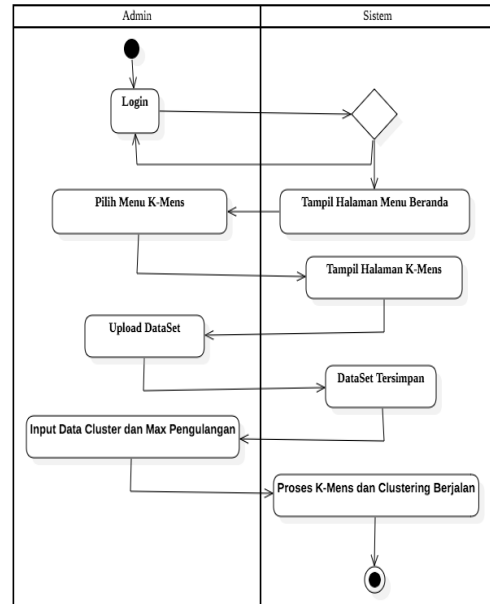 Admin
Sistem
Login
Pilih Menu K-Mens
Tampil Halaman Menu Beranda
Tampil Halaman K-Mens
Upload DataSet
DataSet Tersimpan
Input Data Cluster dan Max Pengulangan
Proses K-Mens dan Clustering Berjalan